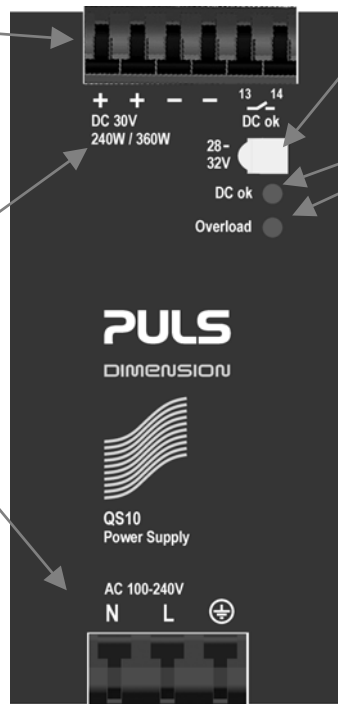 + + − − 13 14
DC 30V
DC ok
240W / 360W
28-
32V
DC ok
Overload
PULS
DIMENSION
QS10
Power Supply
AC 100-240V
N L